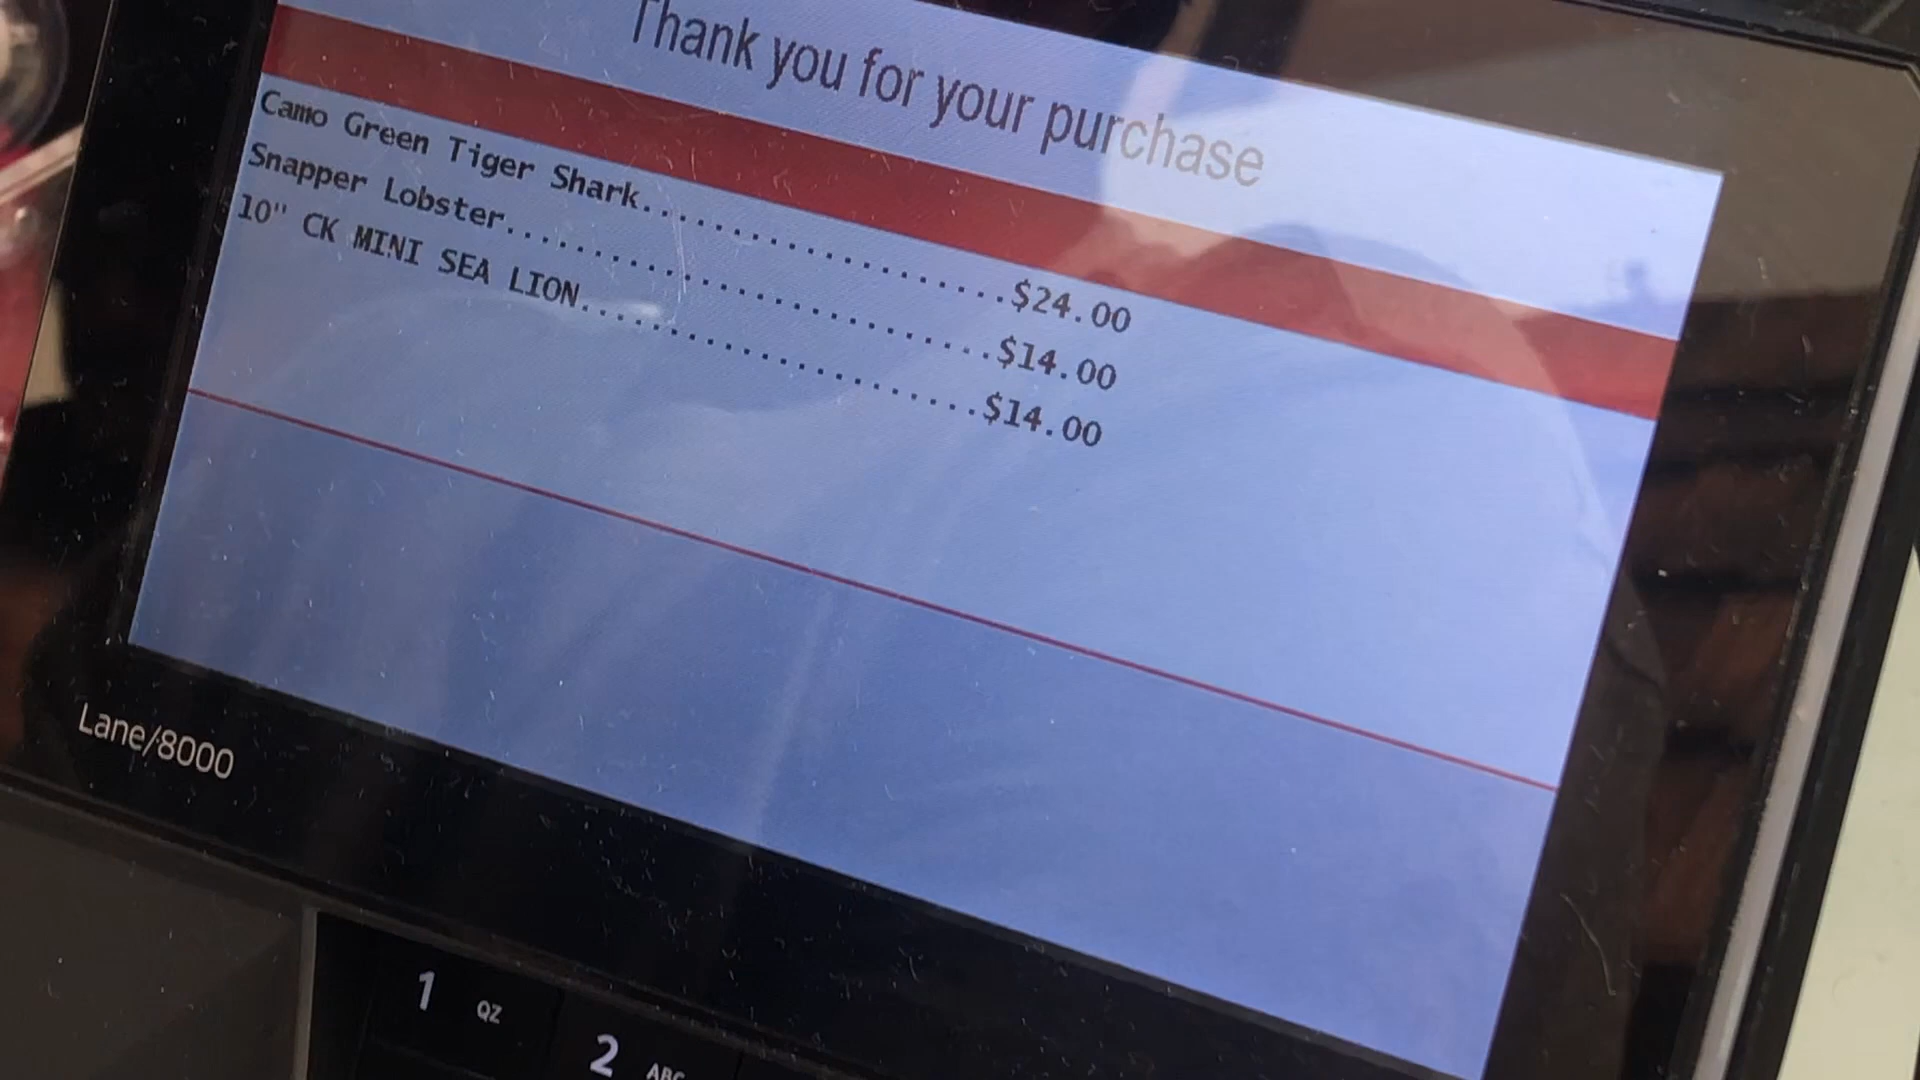 Thank you for your purchase
Camo Green Tiger Shark......................$24.00
Snapper Lobster.............................$14.00
10" CK MINI SEA LION........................$14.00
Lane/8000
1 QZ
2 ABC